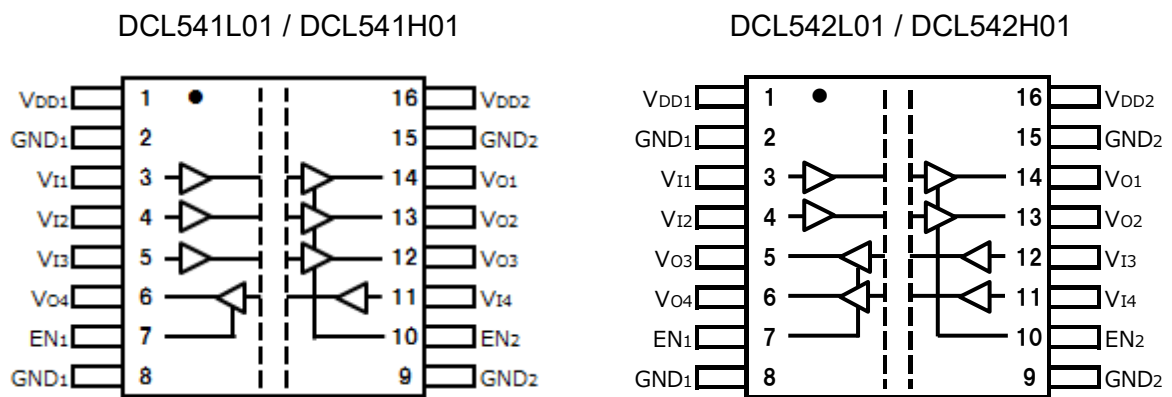 DCL541L01 / DCL541H01
VDD1 1 16 VDD2
GND1 2 15 GND2
VI1 3 14 VO1
VI2 4 13 VO2
VI3 5 12 VO3
VO4 6 11 VI4
EN1 7 10 EN2
GND1 8 9 GND2
DCL542L01 / DCL542H01
VDD1 1 16 VDD2
GND1 2 15 GND2
VI1 3 14 VO1
VI2 4 13 VO2
VO3 5 12 VI3
VO4 6 11 VI4
EN1 7 10 EN2
GND1 8 9 GND2